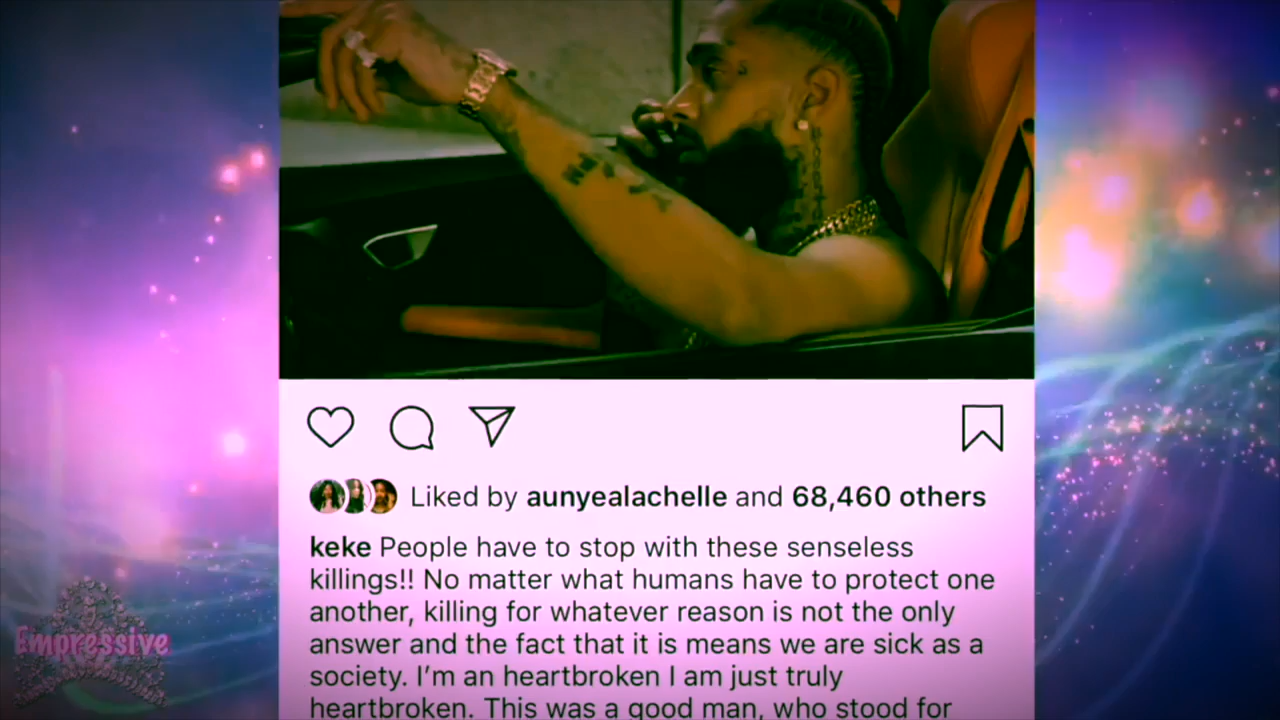 Liked by aunyealachelle and 68,460 others
keke People have to stop with these senseless
killings!! No matter what humans have to protect one
another, killing for whatever reason is not the only
answer and the fact that it is means we are sick as a
society. I'm an heartbroken I am just truly
heartbroken. This was a good man, who stood for
Empressive